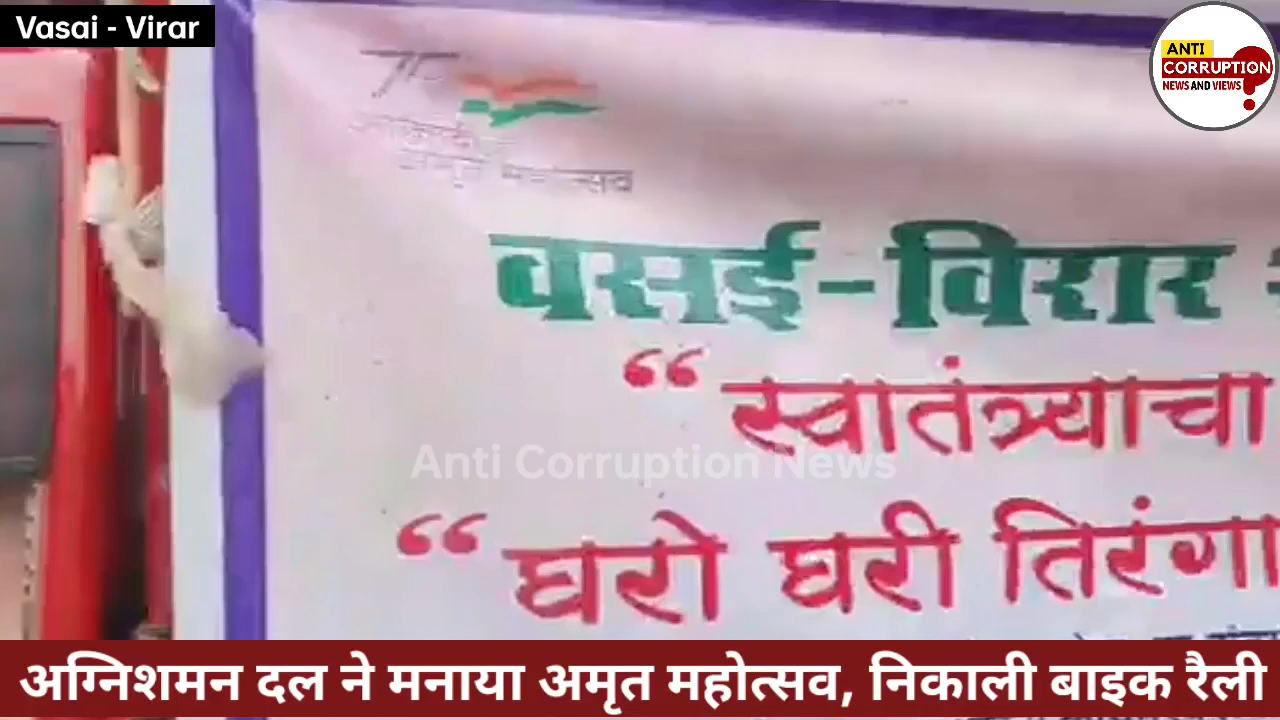 Vasai - Virar
ANTI
CORRUPTION
NEWS AND VIEWS
वसई-विरार
“ स्वातंत्र्याचा
Anti Corruption News
“ घरो घरी तिरंगा
अग्निशमन दल ने मनाया अमृत महोत्सव, निकाली बाइक रैली